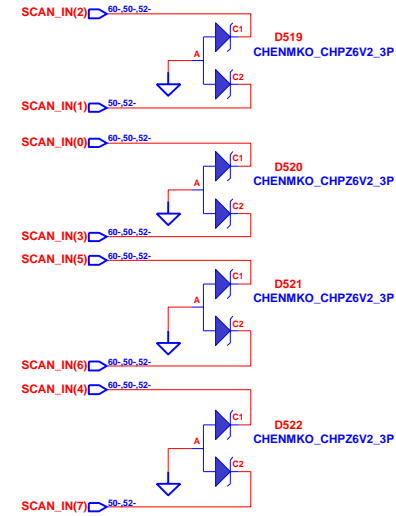 SCAN_IN(2) 60-,50-,52-
C1
D519
CHENMKO_CHPZ6V2_3P
A
C2
SCAN_IN(1) 50-,52-
SCAN_IN(0) 60-,50-,52-
C1
D520
CHENMKO_CHPZ6V2_3P
A
C2
SCAN_IN(3) 60-,50-,52-
SCAN_IN(5) 60-,50-,52-
C1
D521
CHENMKO_CHPZ6V2_3P
A
C2
SCAN_IN(6) 60-,50-,52-
SCAN_IN(4) 60-,50-,52-
C1
D522
CHENMKO_CHPZ6V2_3P
A
C2
SCAN_IN(7) 50-,52-